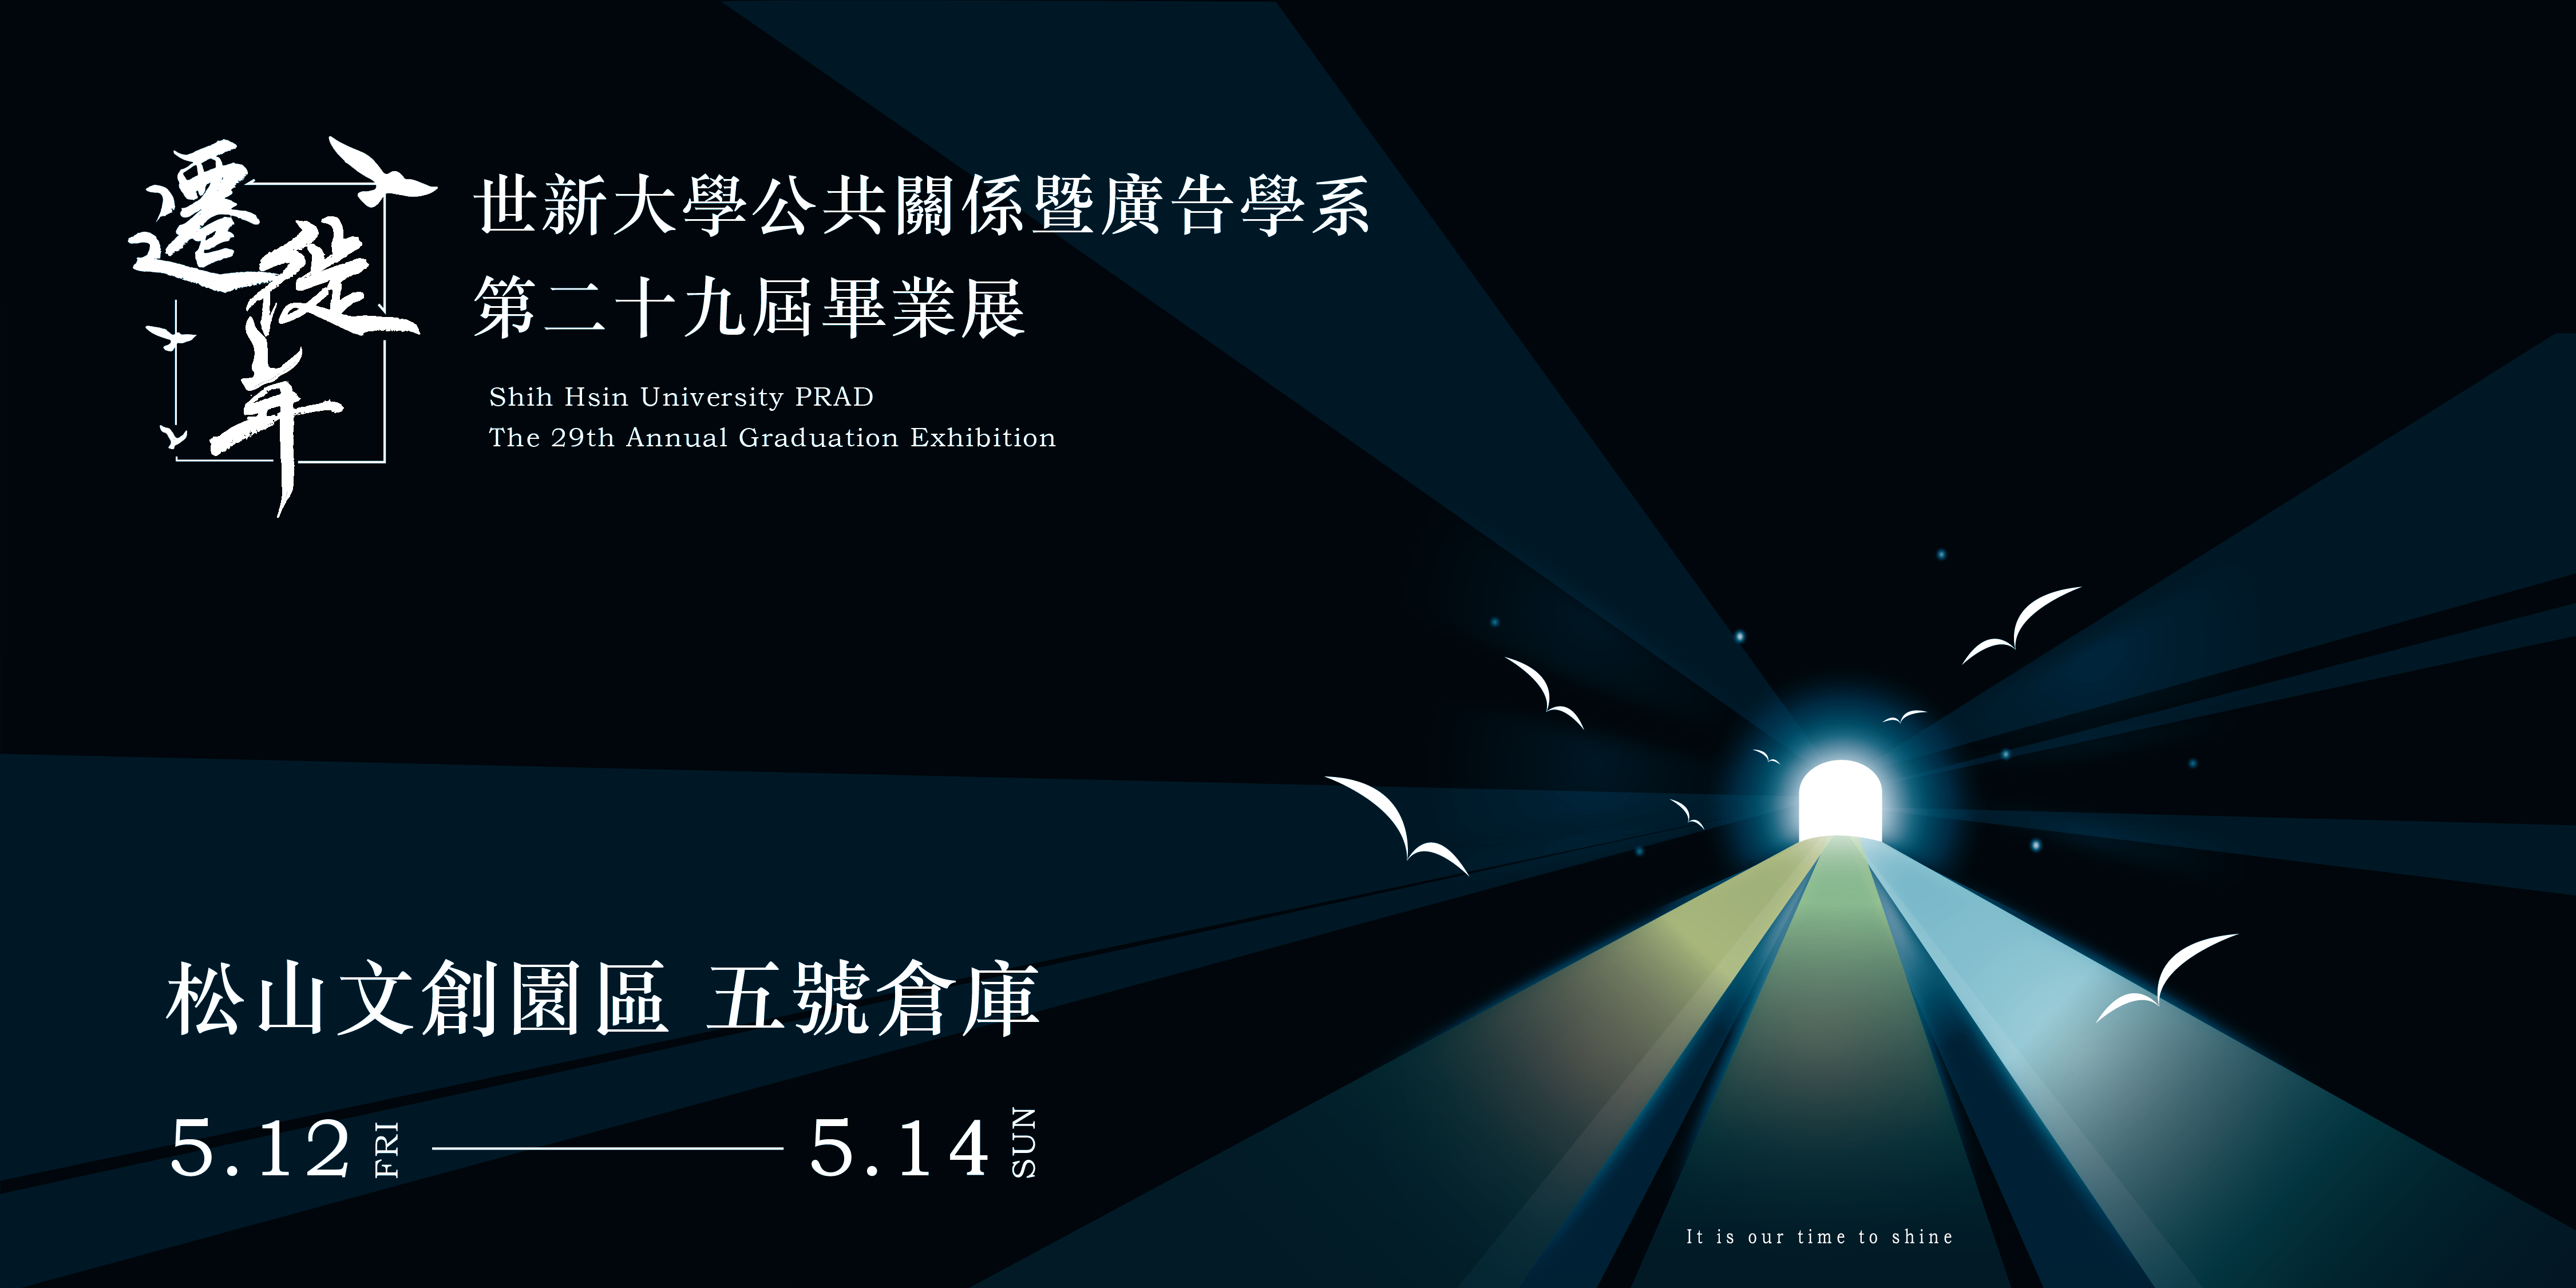 遷徙年
世新大學公共關係暨廣告學系
第二十九屆畢業展
Shih Hsin University PRAD
The 29th Annual Graduation Exhibition
松山文創園區 五號倉庫
5.12 FRI — 5.14 SUN
It is our time to shine